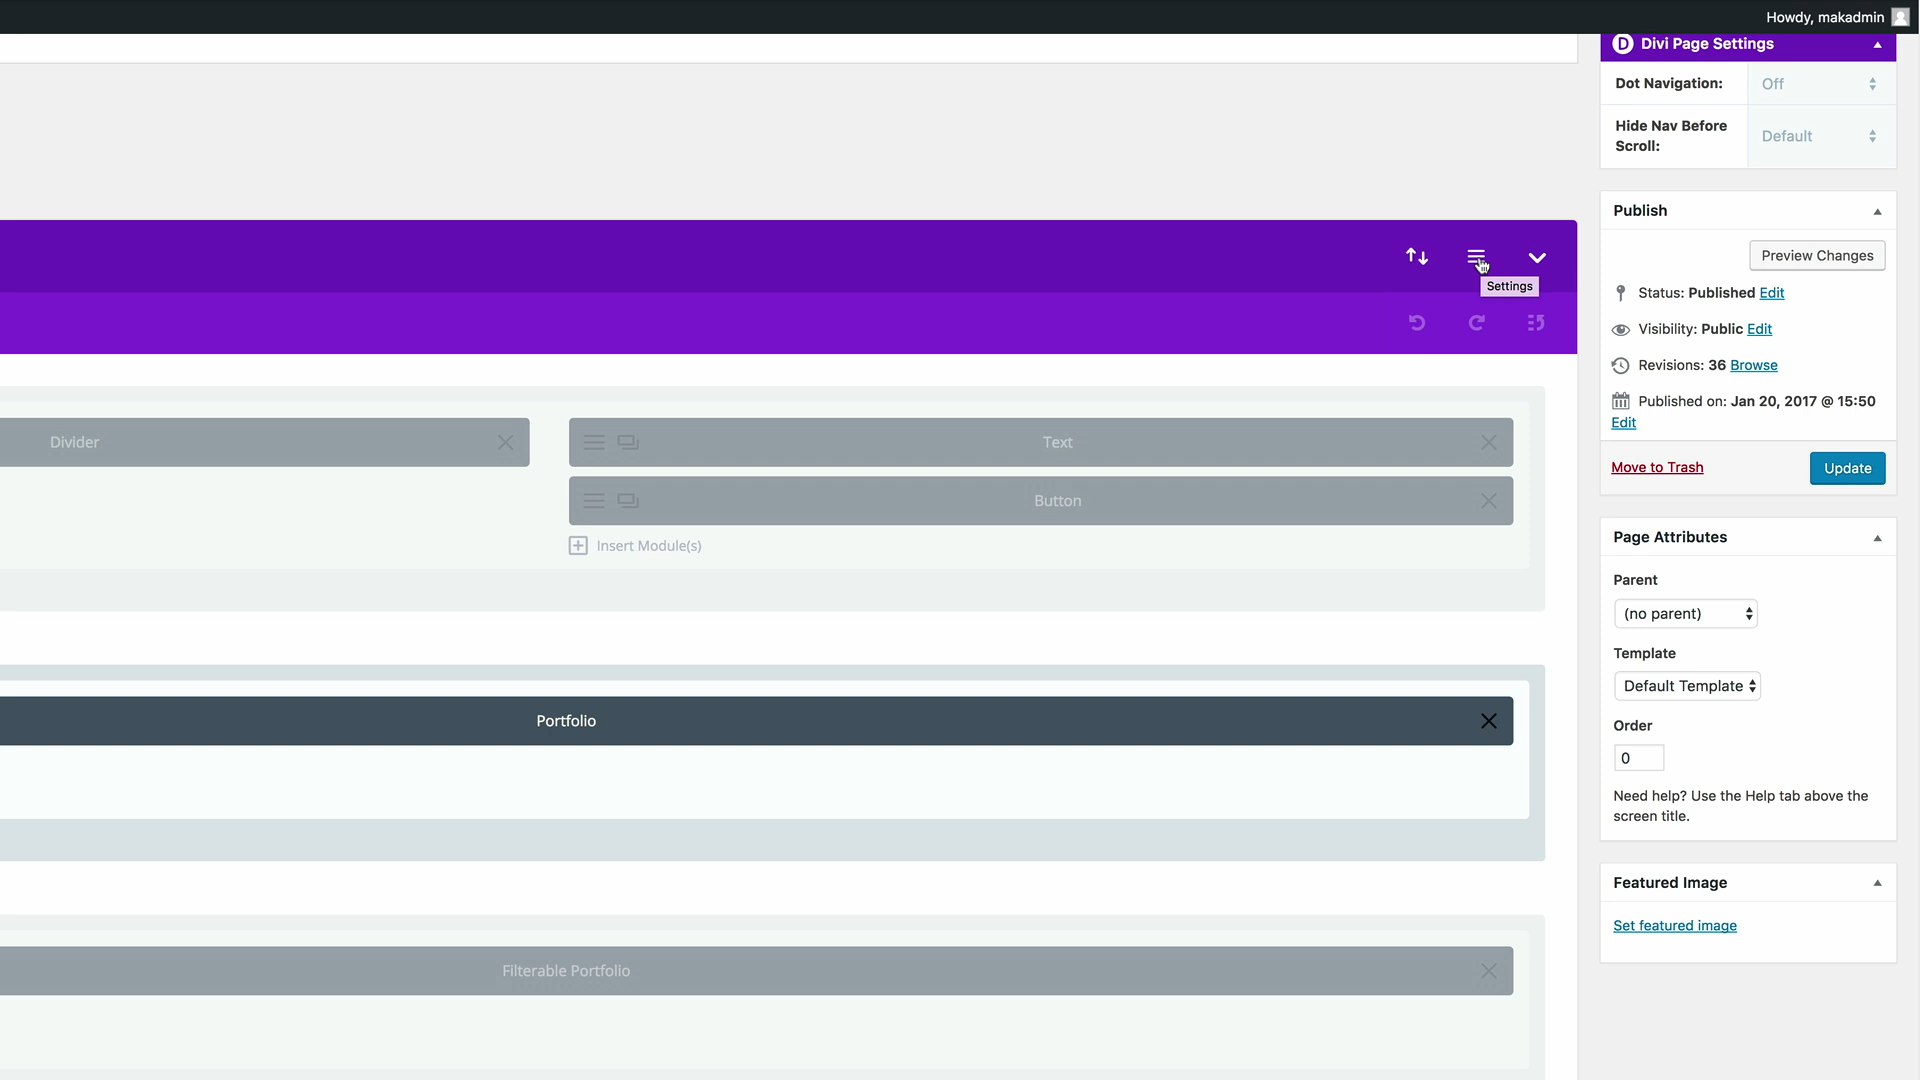 Howdy, makadmin
D Divi Page Settings
Dot Navigation: Off
Hide Nav Before
Scroll:
Default
Publish
Preview Changes
Settings
Status: Published Edit
Visibility: Public Edit
Revisions: 36 Browse
Published on: Jan 20, 2017 @ 15:50
Edit
Move to Trash Update
Divider
Text
Button
Insert Module(s)
Page Attributes
Parent
(no parent)
Template
Default Template
Order
0
Need help? Use the Help tab above the
screen title.
Portfolio
Featured Image
Set featured image
Filterable Portfolio